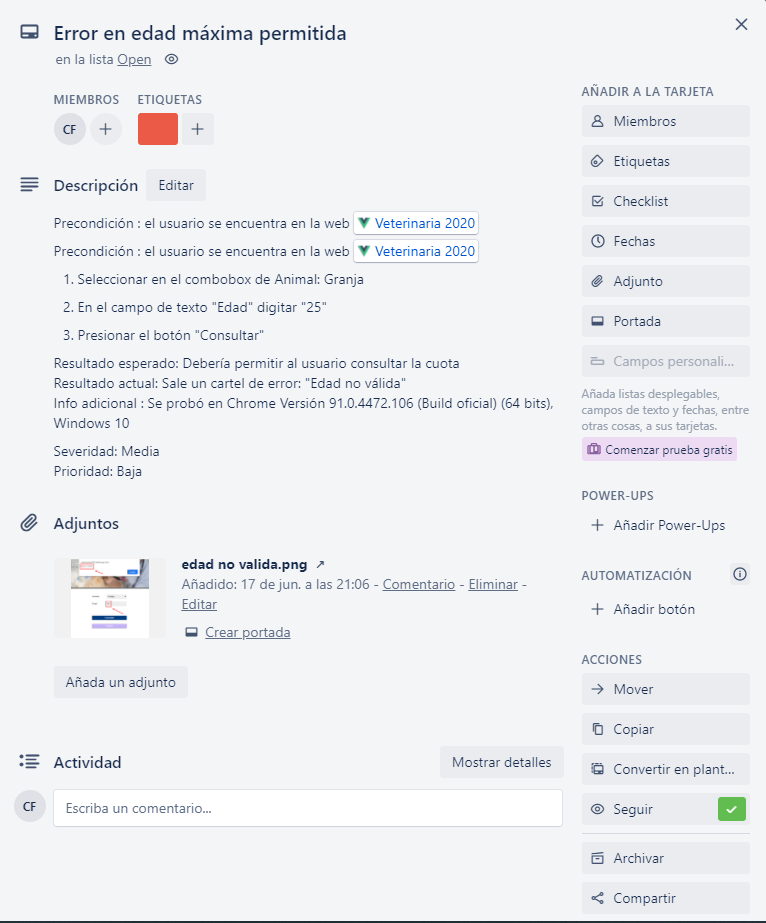 Error en edad máxima permitida
en la lista Open
MIEMBROS ETIQUETAS
CF
Descripción Editar
Precondición : el usuario se encuentra en la web Veterinaria 2020
Precondición : el usuario se encuentra en la web Veterinaria 2020
1. Seleccionar en el combobox de Animal: Granja
2. En el campo de texto "Edad" digitar "25"
3. Presionar el botón "Consultar"
Resultado esperado: Debería permitir al usuario consultar la cuota
Resultado actual: Sale un cartel de error: "Edad no válida"
Info adicional : Se probó en Chrome Versión 91.0.4472.106 (Build oficial) (64 bits),
Windows 10
Severidad: Media
Prioridad: Baja
Adjuntos
edad no valida.png ↗
Añadido: 17 de jun. a las 21:06 - Comentario - Eliminar -
Editar
Crear portada
Añada un adjunto
Actividad Mostrar detalles
CF Escriba un comentario...
AÑADIR A LA TARJETA
Miembros
Etiquetas
Checklist
Fechas
Adjunto
Portada
Campos personali...
Añada listas desplegables,
campos de texto y fechas, entre
otras cosas, a sus tarjetas.
Comenzar prueba gratis
POWER-UPS
+ Añadir Power-Ups
AUTOMATIZACIÓN
+ Añadir botón
ACCIONES
Mover
Copiar
Convertir en plant...
Seguir
Archivar
Compartir